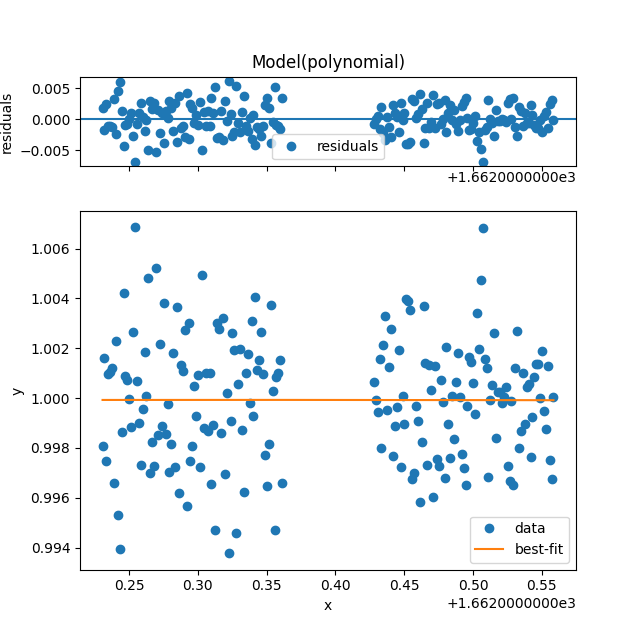 Model(polynomial)
0.005
0.000
−0.005
residuals
residuals
+1.6620000000e3
1.006
1.004
1.002
1.000
0.998
0.996
0.994
y
data
best-fit
0.25 0.30 0.35 0.40 0.45 0.50 0.55
x
+1.6620000000e3